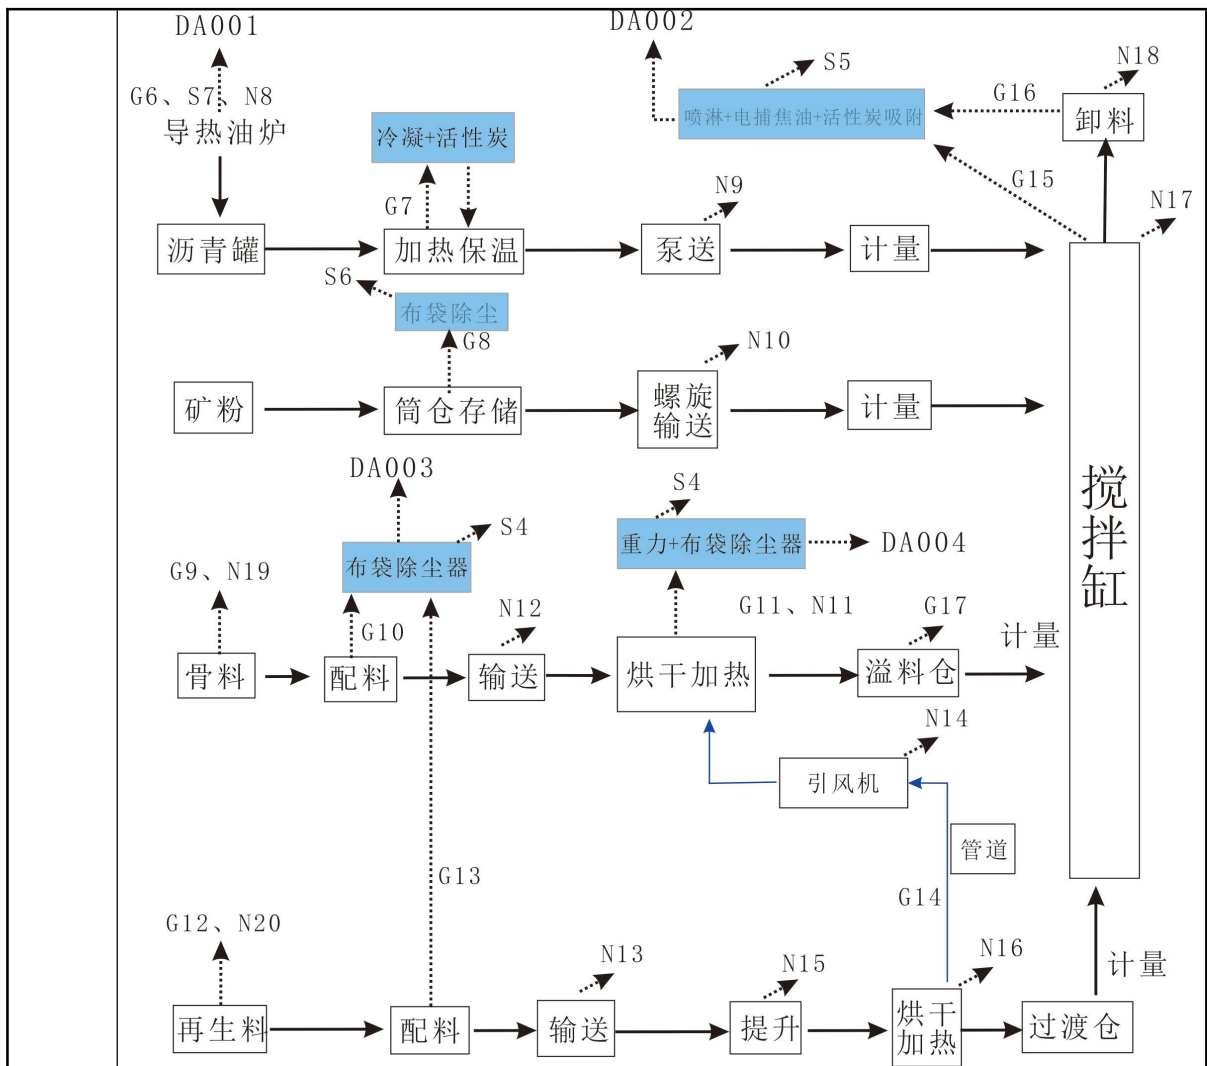 DA001
DA002
S5
N18
G6、S7、N8
导热油炉
冷凝+活性炭
喷淋+电捕焦油+活性炭吸附
G16
卸料
G7
N9
G15
N17
沥青罐
加热保温
泵送
计量
S6
布袋除尘
G8
N10
矿粉
筒仓存储
螺旋
输送
计量
搅拌缸
DA003
S4
S4
布袋除尘器
重力+布袋除尘器
DA004
G9、N19
G10
N12
G11、N11
G17
计量
骨料
配料
输送
烘干加热
溢料仓
N14
引风机
管道
G13
G14
G12、N20
N13
N15
N16
计量
再生料
配料
输送
提升
烘干
加热
过渡仓